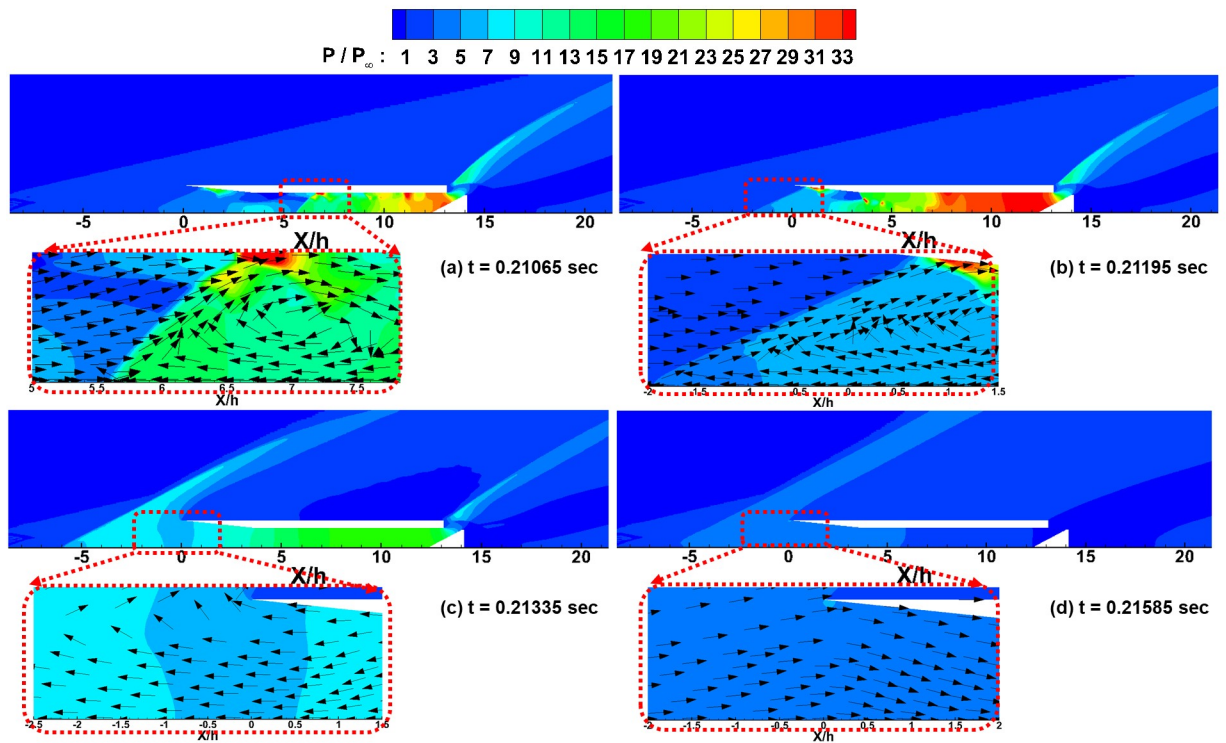 P / P∞ : 1 3 5 7 9 11 13 15 17 19 21 23 25 27 29 31 33
-5 0 5 10 15 20
X/h
(a) t = 0.21065 sec
5 5.5 6 6.5 7 7.5
X/h
-5 0 5 10 15 20
X/h
(b) t = 0.21195 sec
-2 -1.5 -1 -0.5 0 0.5 1 1.5
X/h
-5 0 5 10 15 20
X/h
(c) t = 0.21335 sec
-2.5 -2 -1.5 -1 -0.5 0 0.5 1 1.5
X/h
-5 0 5 10 15 20
X/h
(d) t = 0.21585 sec
-2 -1.5 -1 -0.5 0 0.5 1 1.5 2
X/h